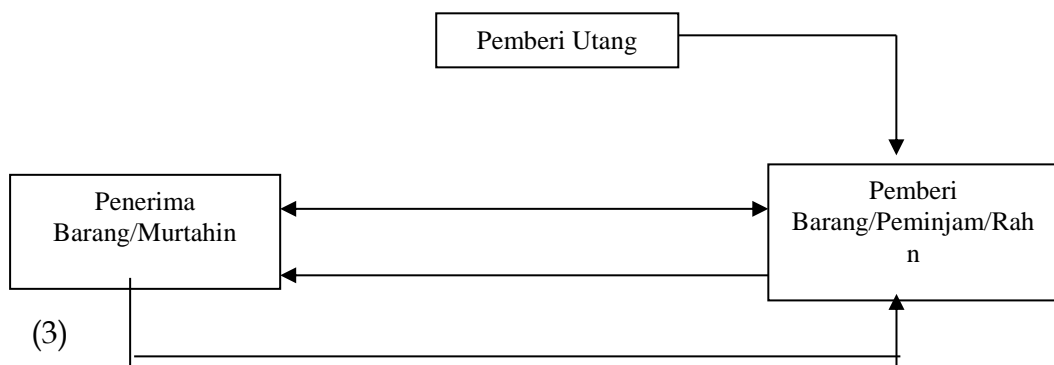 Pemberi Utang
Penerima
Barang/Murtahin
Pemberi
Barang/Peminjam/Rah
n
(3)